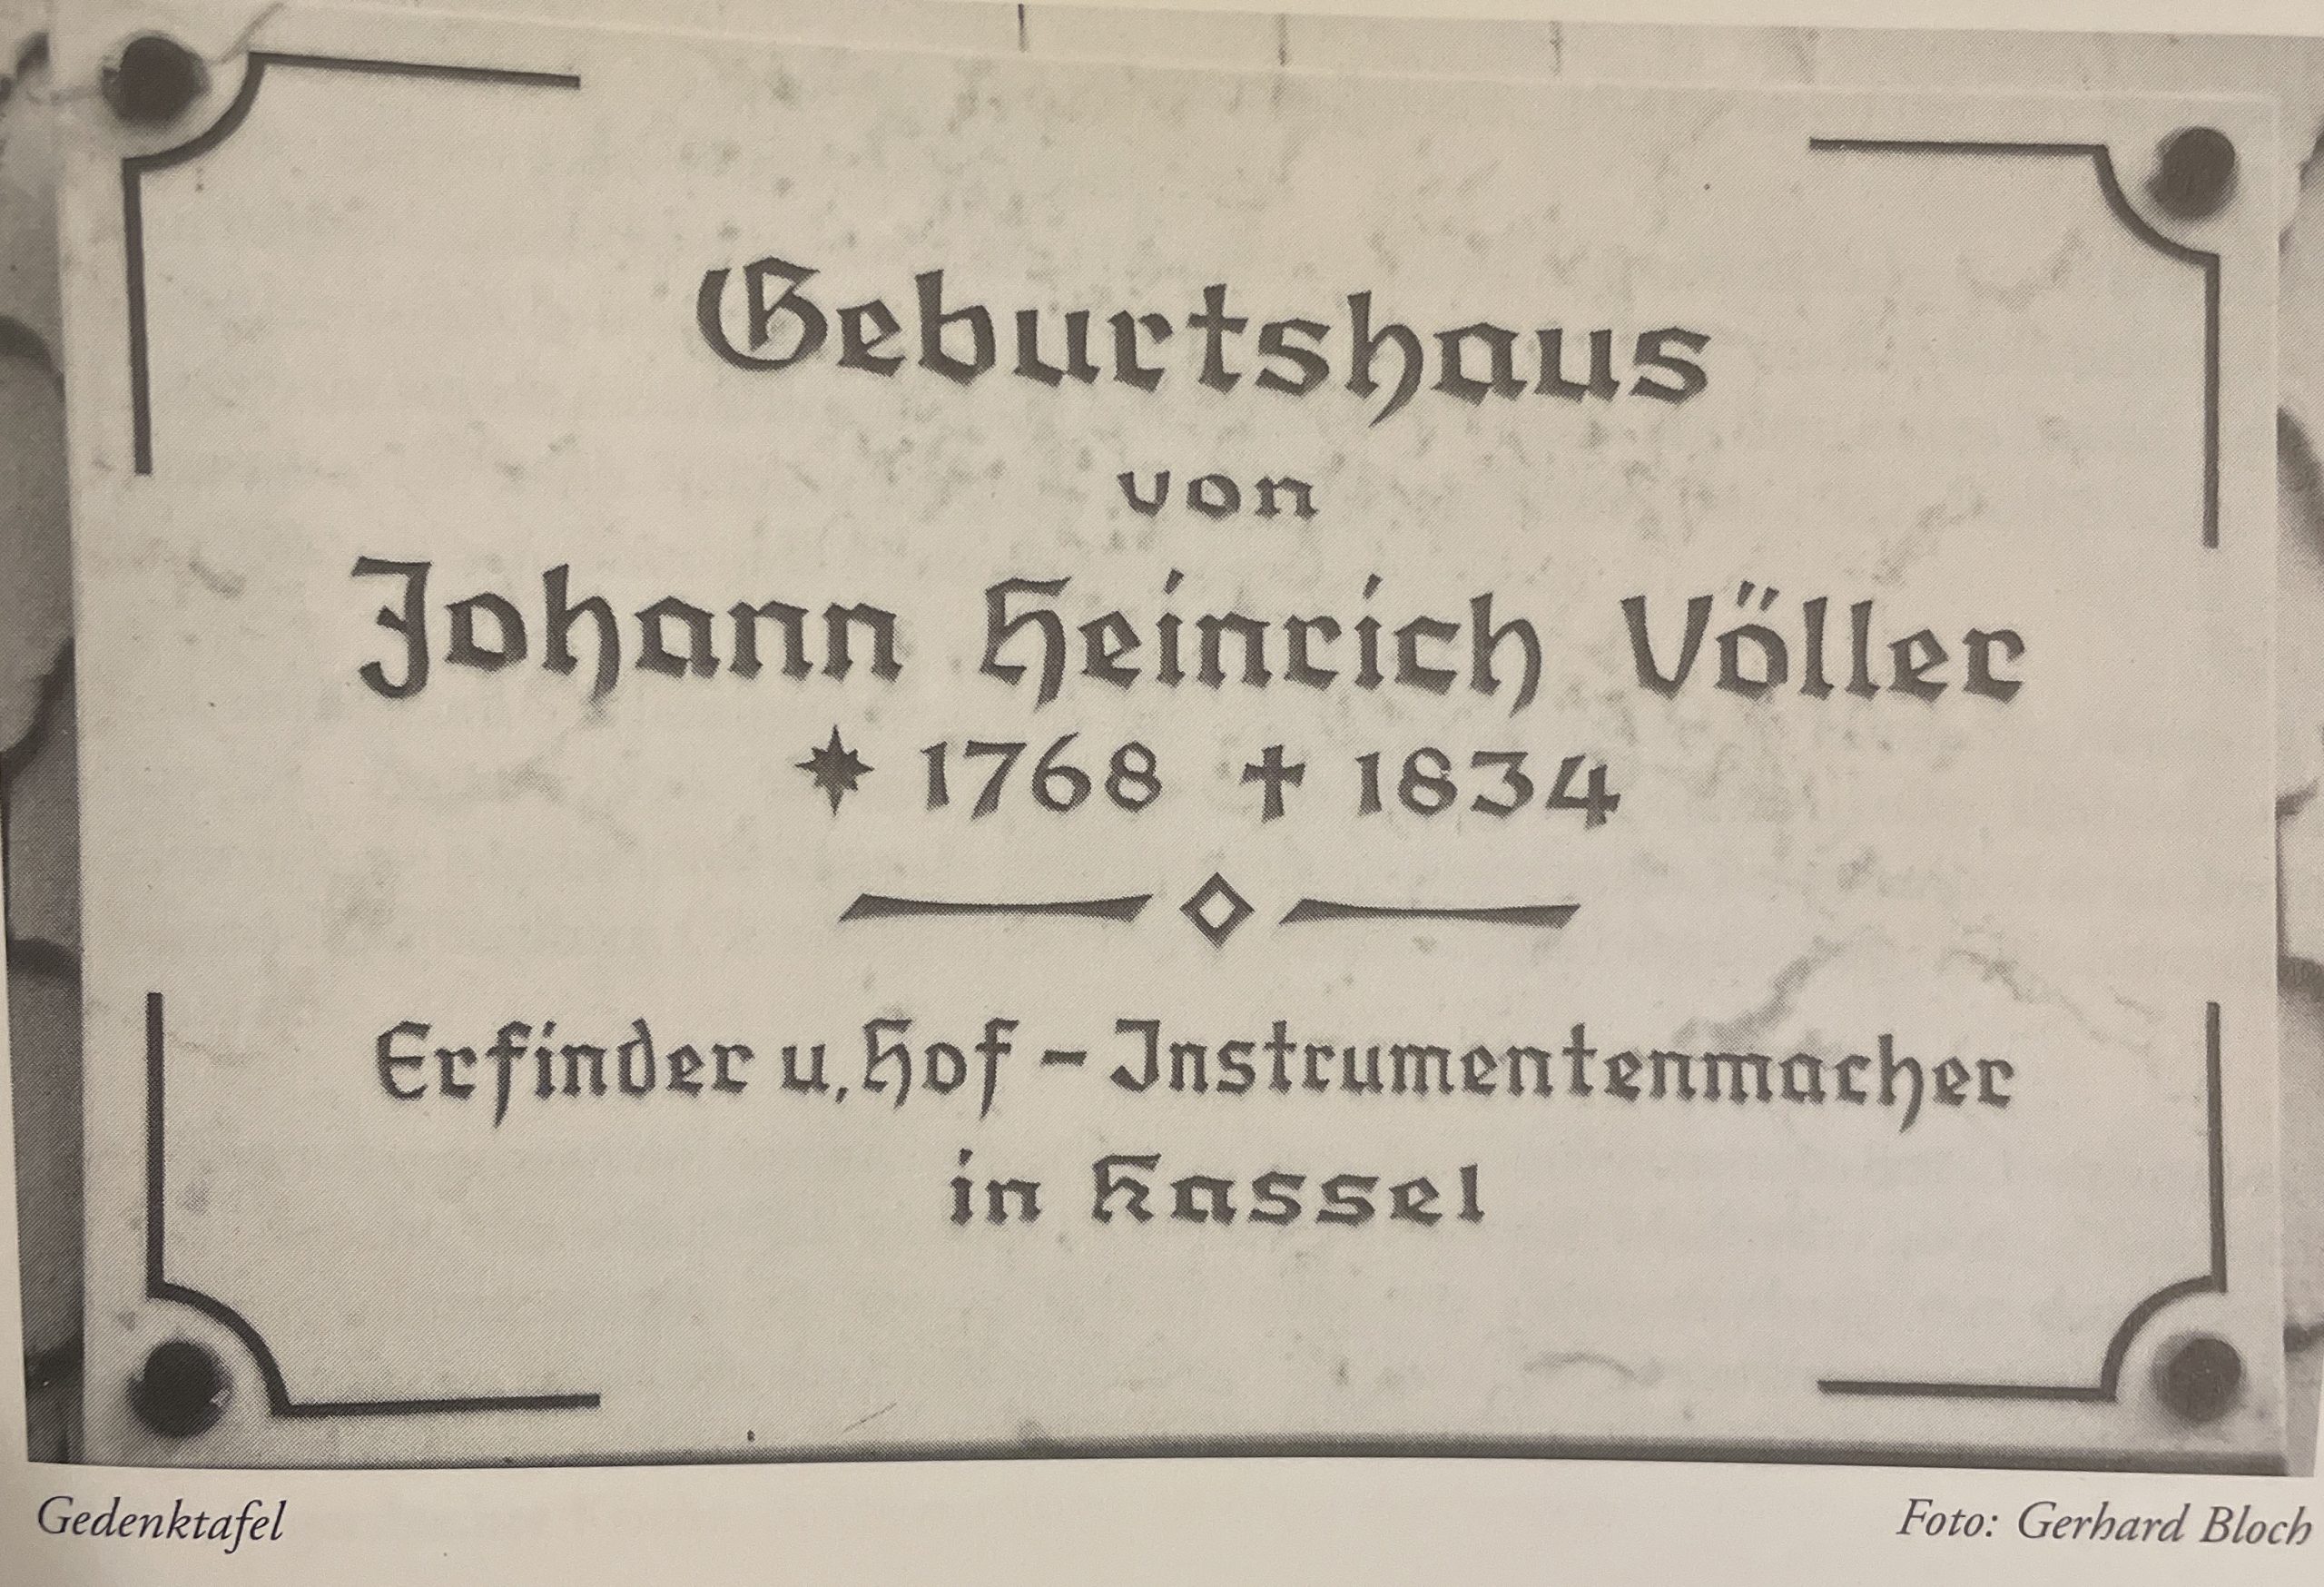 Geburtshaus
von
Johann Heinrich Völler
* 1768 † 1834
Erfinder u. Hof - Instrumentenmacher
in Kassel
Gedenktafel
Foto: Gerhard Bloch